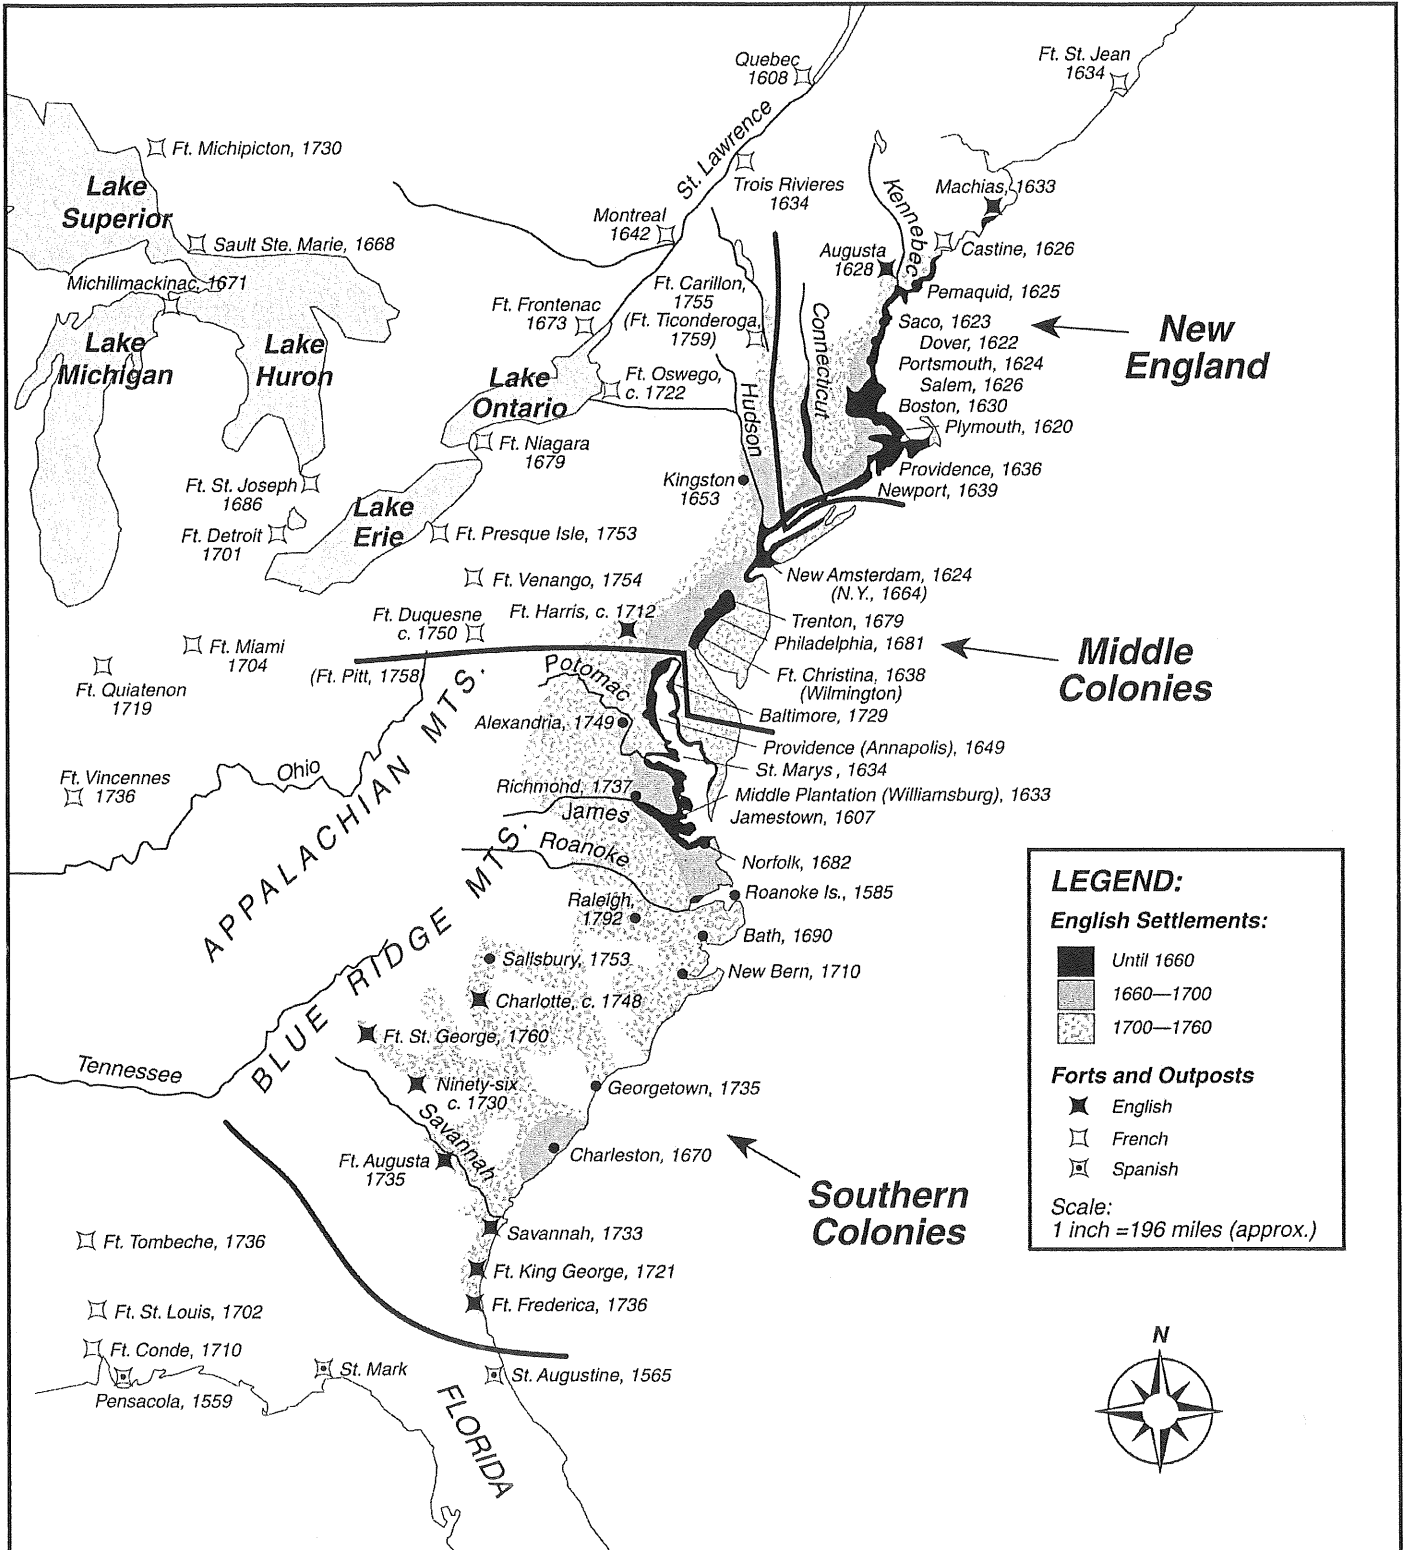 Quebec
1608
Ft. St. Jean
1634
St. Lawrence
Ft. Michipicton, 1730
Trois Rivieres
1634
Kennebec
Machias, 1633
Lake
Superior
Montreal
1642
Sault Ste. Marie, 1668
Augusta
1628
Castine, 1626
Michilimackinac, 1671
Ft. Carillon,
1755
(Ft. Ticonderoga,
1759)
Pemaquid, 1625
Ft. Frontenac
1673
Connecticut
Saco, 1623
Dover, 1622
Portsmouth, 1624
Salem, 1626
Boston, 1630
Plymouth, 1620
New
England
Lake
Michigan
Lake
Huron
Lake
Ontario
Ft. Oswego,
c. 1722
Hudson
Ft. Niagara
1679
Providence, 1636
Newport, 1639
Kingston
1653
Ft. St. Joseph
1686
Lake
Erie
Ft. Detroit
1701
Ft. Presque Isle, 1753
Ft. Venango, 1754
New Amsterdam, 1624
(N.Y., 1664)
Ft. Duquesne
c. 1750
Ft. Harris, c. 1712
Trenton, 1679
Philadelphia, 1681
Middle
Colonies
Ft. Miami
1704
Ft. Quiatenon
1719
(Ft. Pitt, 1758)
Potomac
Ft. Christina, 1638
(Wilmington)
Baltimore, 1729
Alexandria, 1749
Providence (Annapolis), 1649
St. Marys, 1634
Ft. Vincennes
1736
Ohio
APPALACHIAN MTS.
Richmond, 1737
Middle Plantation (Williamsburg), 1633
Jamestown, 1607
James
Roanoke
Norfolk, 1682
Roanoke Is., 1585
Raleigh,
1792
Bath, 1690
BLUE RIDGE MTS.
Sallsbury, 1753
New Bern, 1710
Charlotte, c. 1748
Ft. St. George, 1760
Tennessee
Ninety-six
c. 1730
Georgetown, 1735
Savannah
Charleston, 1670
Ft. Augusta
1735
Southern
Colonies
Savannah, 1733
Ft. Tombeche, 1736
Ft. King George, 1721
Ft. Frederica, 1736
Ft. St. Louis, 1702
Ft. Conde, 1710
Pensacola, 1559
St. Mark
St. Augustine, 1565
FLORIDA
LEGEND:
English Settlements:
Until 1660
1660—1700
1700—1760
Forts and Outposts
English
French
Spanish
Scale:
1 inch =196 miles (approx.)
N